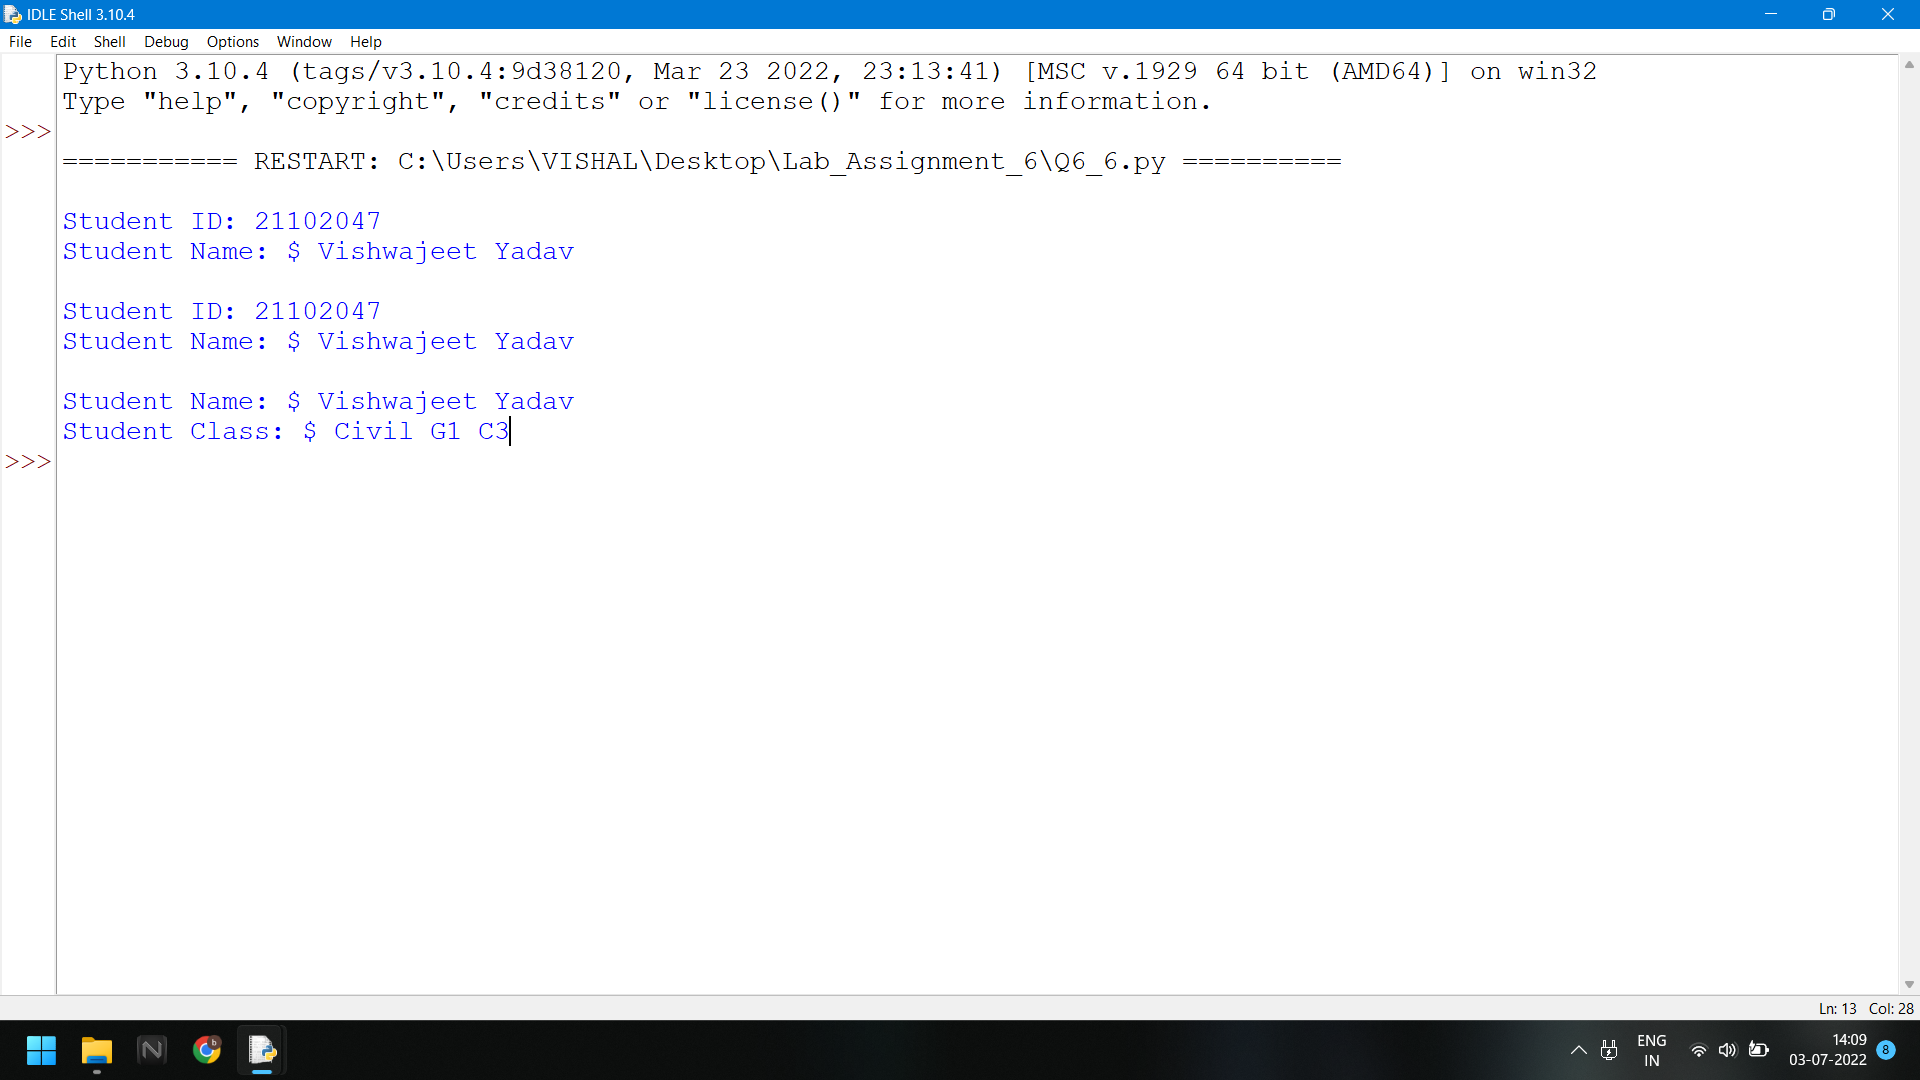 IDLE Shell 3.10.4
File Edit Shell Debug Options Window Help
Python 3.10.4 (tags/v3.10.4:9d38120, Mar 23 2022, 23:13:41) [MSC v.1929 64 bit (AMD64)] on win32
Type "help", "copyright", "credits" or "license()" for more information.
>>>
=========== RESTART: C:\Users\VISHAL\Desktop\Lab_Assignment_6\Q6_6.py ==========
Student ID: 21102047
Student Name: $ Vishwajeet Yadav
Student ID: 21102047
Student Name: $ Vishwajeet Yadav
Student Name: $ Vishwajeet Yadav
Student Class: $ Civil G1 C3
>>>
Ln: 13 Col: 28
ENG
IN
14:09
03-07-2022
8